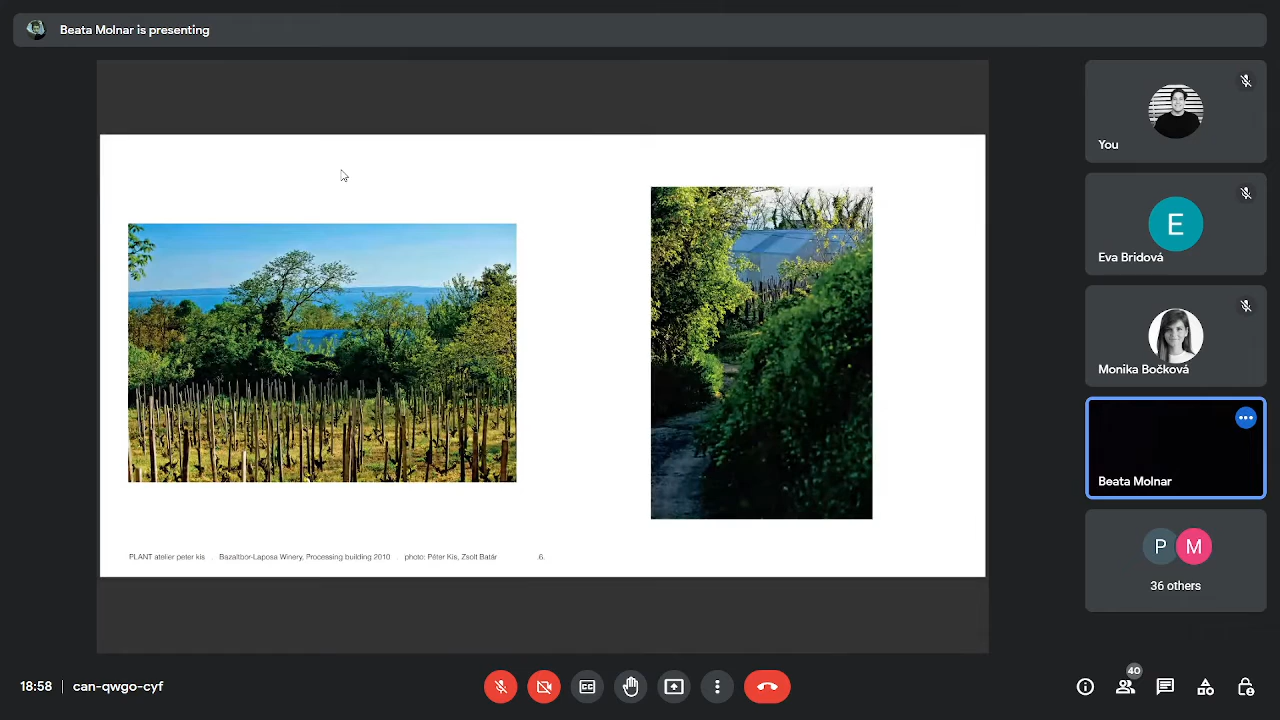 Beata Molnar is presenting
You
E
Eva Bridová
Monika Bočková
Beata Molnar
P M
36 others
PLANT atelier peter kis . Bazaltbor-Laposa Winery, Processing building 2010 . photo: Péter Kis, Zsolt Batár .6.
18:58 | can-qwgo-cyf
CC
40